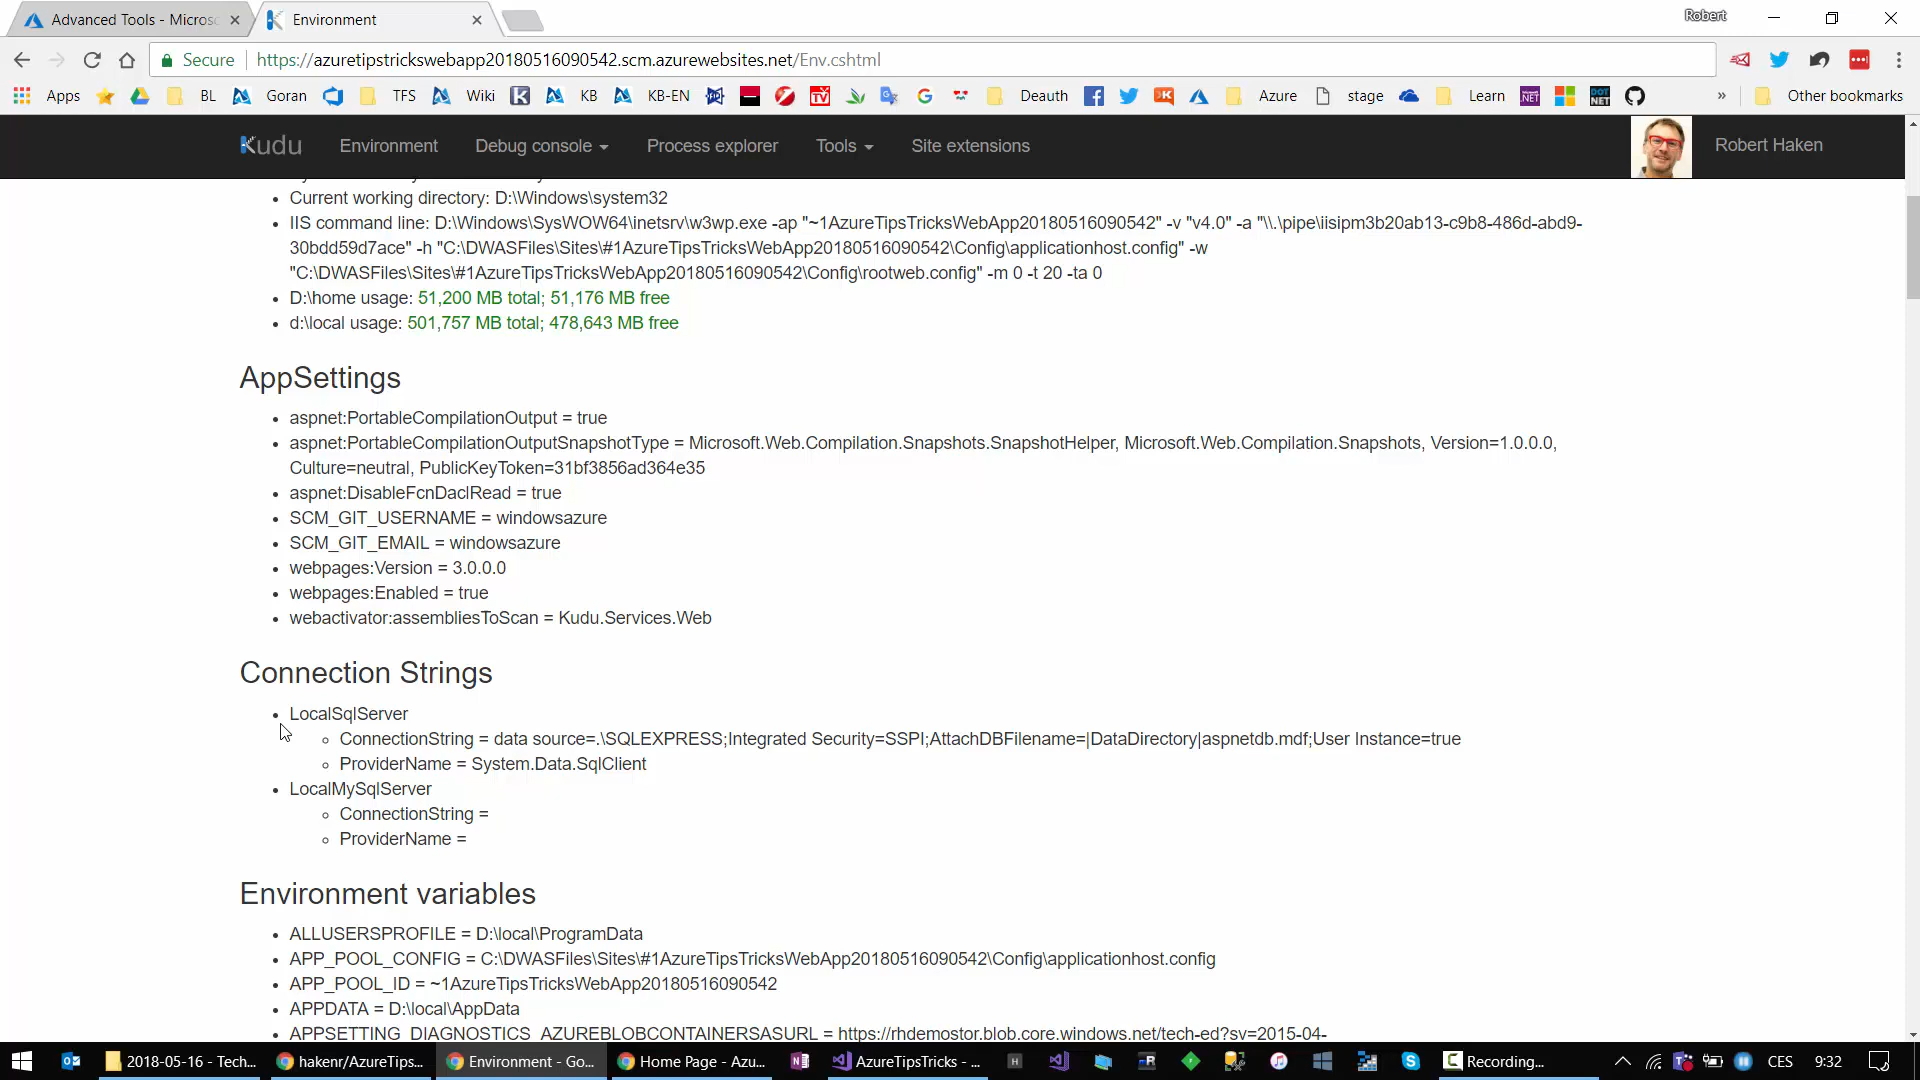 Advanced Tools - Micros
Environment
Robert
Secure
https://azuretipstrickswebapp20180516090542.scm.azurewebsites.net/Env.cshtml
Apps
BL
Goran
TFS
Wiki
KB
KB-EN
Deauth
Azure
stage
Learn
»
Other bookmarks
Kudu
Environment
Debug console
Process explorer
Tools
Site extensions
Robert Haken
Current working directory: D:\Windows\system32
IIS command line: D:\Windows\SysWOW64\inetsrv\w3wp.exe -ap "~1AzureTipsTricksWebApp20180516090542" -v "v4.0" -a "\\.\pipe\iisipm3b20ab13-c9b8-486d-abd9-
30bdd59d7ace" -h "C:\DWASFiles\Sites\#1AzureTipsTricksWebApp20180516090542\Config\applicationhost.config" -w
"C:\DWASFiles\Sites\#1AzureTipsTricksWebApp20180516090542\Config\rootweb.config" -m 0 -t 20 -ta 0
D:\home usage: 51,200 MB total; 51,176 MB free
d:\local usage: 501,757 MB total; 478,643 MB free
AppSettings
aspnet:PortableCompilationOutput = true
aspnet:PortableCompilationOutputSnapshotType = Microsoft.Web.Compilation.Snapshots.SnapshotHelper, Microsoft.Web.Compilation.Snapshots, Version=1.0.0.0,
Culture=neutral, PublicKeyToken=31bf3856ad364e35
aspnet:DisableFcnDaclRead = true
SCM_GIT_USERNAME = windowsazure
SCM_GIT_EMAIL = windowsazure
webpages:Version = 3.0.0.0
webpages:Enabled = true
webactivator:assembliesToScan = Kudu.Services.Web
Connection Strings
LocalSqlServer
ConnectionString = data source=.\SQLEXPRESS;Integrated Security=SSPI;AttachDBFilename=|DataDirectory|aspnetdb.mdf;User Instance=true
ProviderName = System.Data.SqlClient
LocalMySqlServer
ConnectionString =
ProviderName =
Environment variables
ALLUSERSPROFILE = D:\local\ProgramData
APP_POOL_CONFIG = C:\DWASFiles\Sites\#1AzureTipsTricksWebApp20180516090542\Config\applicationhost.config
APP_POOL_ID = ~1AzureTipsTricksWebApp20180516090542
APPDATA = D:\local\AppData
APPSETTING_DIAGNOSTICS_AZUREBLOBCONTAINERSASURL = https://rhdemostor.blob.core.windows.net/tech-ed?sv=2015-04-
2018-05-16 - Tech...
hakenr/AzureTips...
Environment - Go...
Home Page - Azu...
AzureTipsTricks - ...
Recording...
CES
9:32